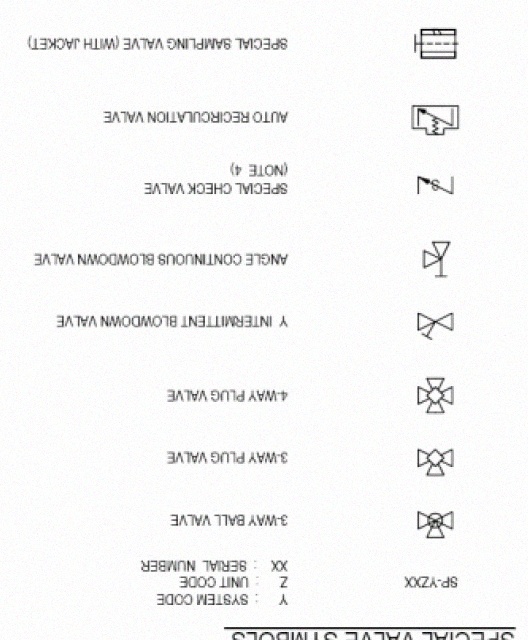 SPECIAL VALVE SYMBOLS
SP-YZXX
Y : SYSTEM CODE
Z : UNIT CODE
XX : SERIAL NUMBER
3-WAY BALL VALVE
3-WAY PLUG VALVE
4-WAY PLUG VALVE
Y INTERMITTENT BLOWDOWN VALVE
ANGLE CONTINUOUS BLOWDOWN VALVE
S
SPECIAL CHECK VALVE
(NOTE 4)
AUTO RECIRCULATION VALVE
SPECIAL SAMPLING VALVE (WITH JACKET)